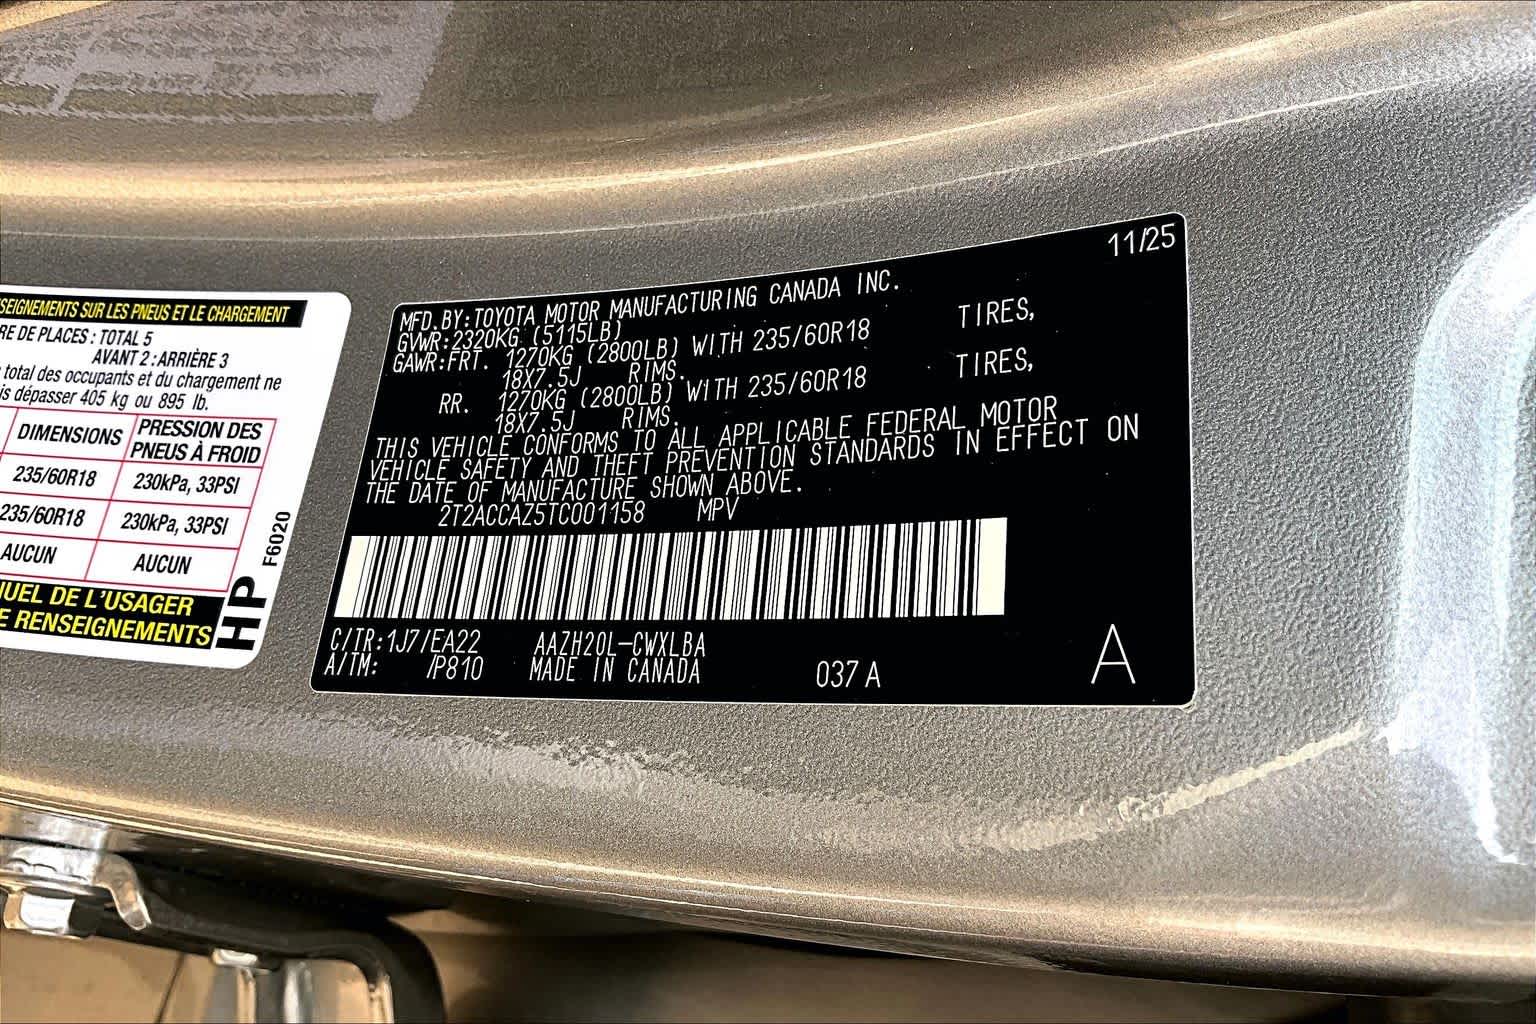 SEIGNEMENTS SUR LES PNEUS ET LE CHARGEMENT
RE DE PLACES : TOTAL 5
AVANT 2 : ARRIÈRE 3
total des occupants et du chargement ne
is dépasser 405 kg ou 895 lb.
DIMENSIONS PRESSION DES
PNEUS À FROID
235/60R18 230kPa, 33PSI
235/60R18 230kPa, 33PSI
AUCUN AUCUN
NUEL DE L'USAGER
E RENSEIGNEMENTS
HP F6020
11/25
MFD. BY: TOYOTA MOTOR MANUFACTURING CANADA INC.
GVWR: 2320KG (5115LB)
GAWR: FRT. 1270KG (2800LB) WITH 235/60R18 TIRES,
18X7.5J RIMS.
RR. 1270KG (2800LB) WITH 235/60R18 TIRES,
18X7.5J RIMS.
THIS VEHICLE CONFORMS TO ALL APPLICABLE FEDERAL MOTOR
VEHICLE SAFETY AND THEFT PREVENTION STANDARDS IN EFFECT ON
THE DATE OF MANUFACTURE SHOWN ABOVE.
2T2ACCAZ5TC001158 MPV
C/TR: 1J7/EA22 AAZH20L-CWXLBA
A/TM: /P810 MADE IN CANADA 037 A
A